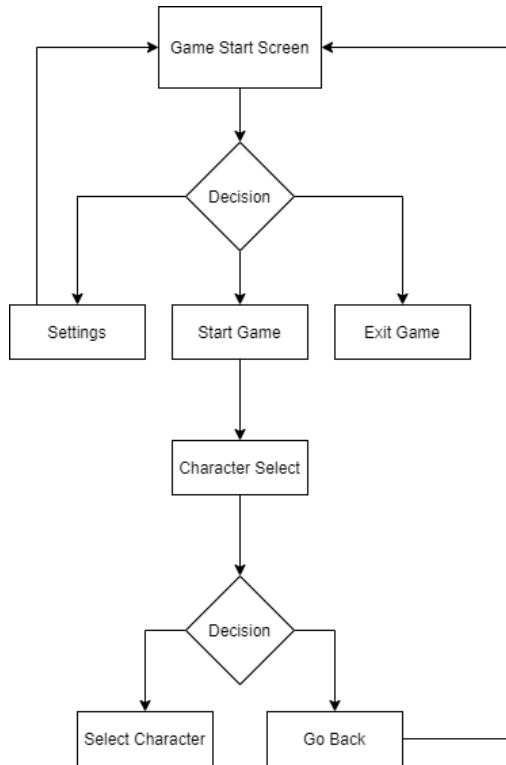 Game Start Screen
Decision
Settings
Start Game
Exit Game
Character Select
Decision
Select Character
Go Back